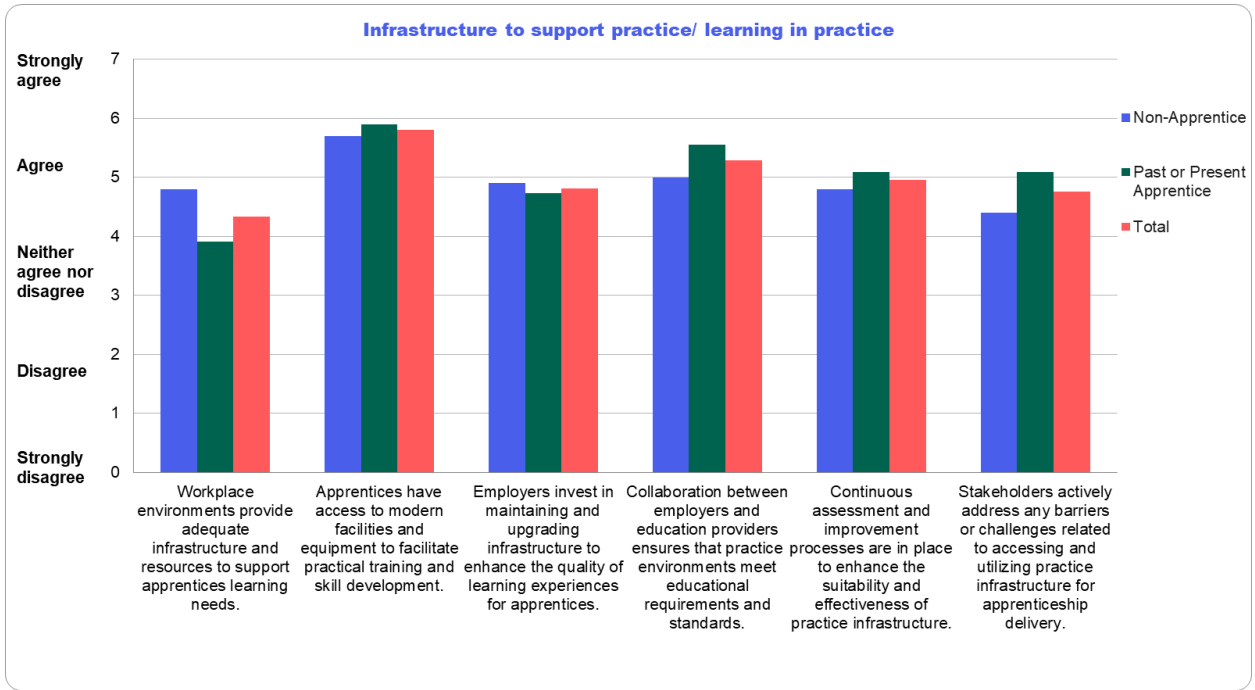 Infrastructure to support practice/ learning in practice
Strongly
agree
Agree
Neither
agree nor
disagree
Disagree
Strongly
disagree
7
6
5
4
3
2
1
0
Non-Apprentice
Past or Present
Apprentice
Total
Workplace
environments provide
adequate
infrastructure and
resources to support
apprentices learning
needs.
Apprentices have
access to modern
facilities and
equipment to facilitate
practical training and
skill development.
Employers invest in
maintaining and
upgrading
infrastructure to
enhance the quality of
learning experiences
for apprentices.
Collaboration between
employers and
education providers
ensures that practice
environments meet
educational
requirements and
standards.
Continuous
assessment and
improvement
processes are in place
to enhance the
suitability and
effectiveness of
practice infrastructure.
Stakeholders actively
address any barriers
or challenges related
to accessing and
utilizing practice
infrastructure for
apprenticeship
delivery.